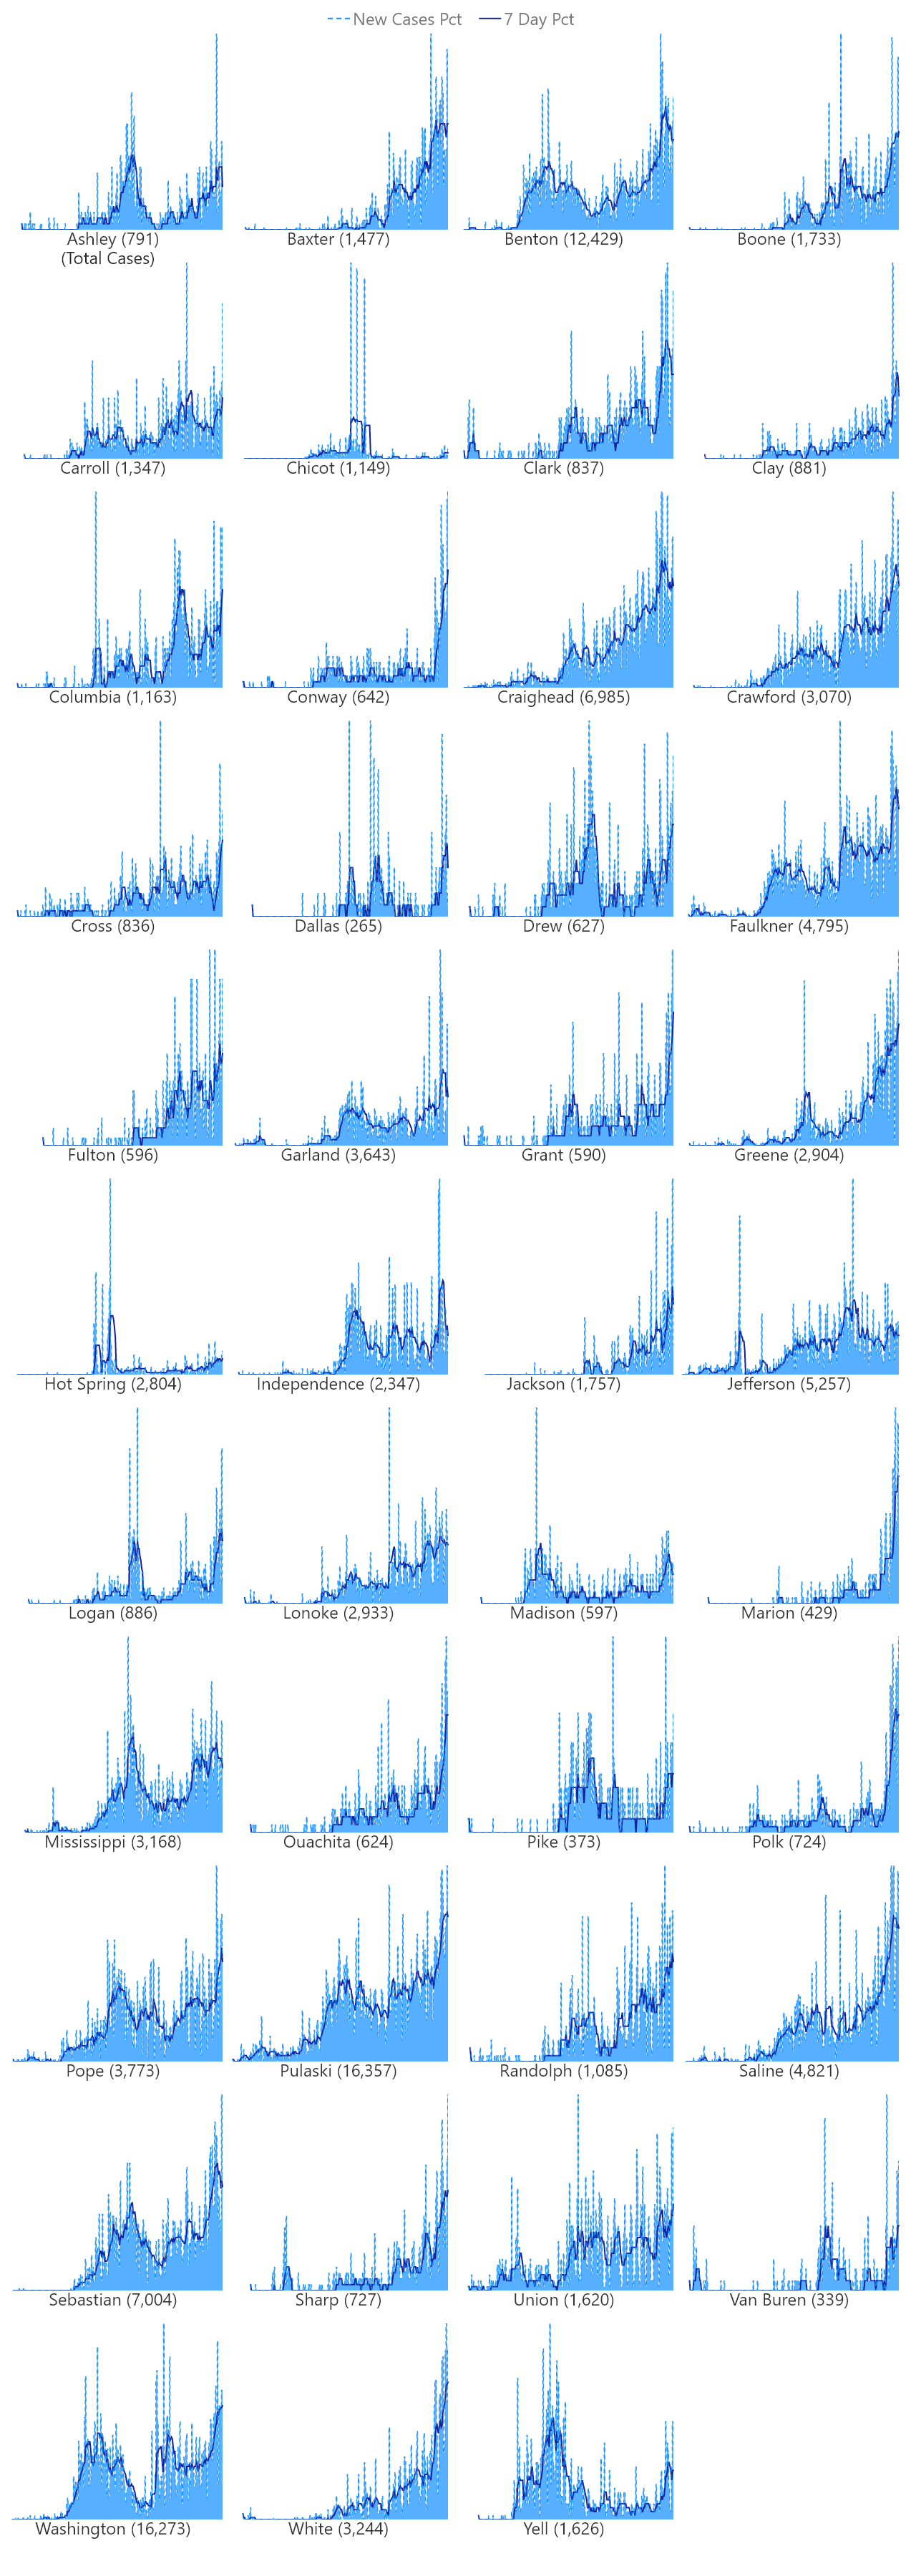 New Cases Pct 7 Day Pct
Ashley (791) Baxter (1,477) Benton (12,429) Boone (1,733)
(Total Cases)
Carroll (1,347) Chicot (1,149) Clark (837) Clay (881)
Columbia (1,163) Conway (642) Craighead (6,985) Crawford (3,070)
Cross (836) Dallas (265) Drew (627) Faulkner (4,795)
Fulton (596) Garland (3,643) Grant (590) Greene (2,904)
Hot Spring (2,804) Independence (2,347) Jackson (1,757) Jefferson (5,257)
Logan (886) Lonoke (2,933) Madison (597) Marion (429)
Mississippi (3,168) Ouachita (624) Pike (373) Polk (724)
Pope (3,773) Pulaski (16,357) Randolph (1,085) Saline (4,821)
Sebastian (7,004) Sharp (727) Union (1,620) Van Buren (339)
Washington (16,273) White (3,244) Yell (1,626)